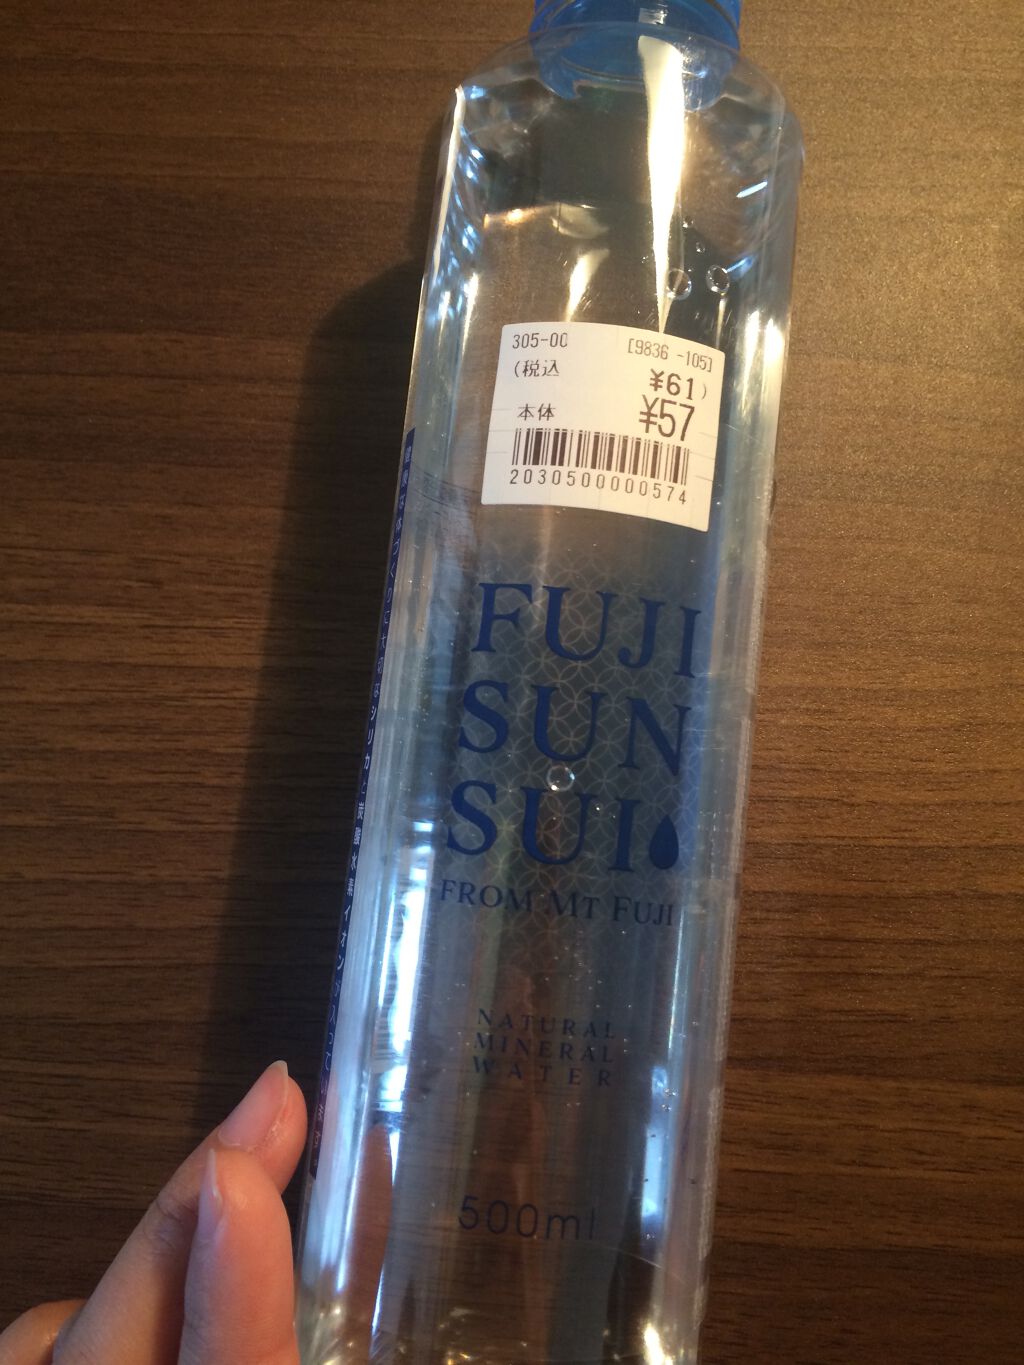 305-00 [9836 -105]
(税込 ¥61)
本体 ¥57
2030500000574
FUJI
SUN
SUI
FROM MT FUJI
NATURAL
MINERAL
WATER
500ml